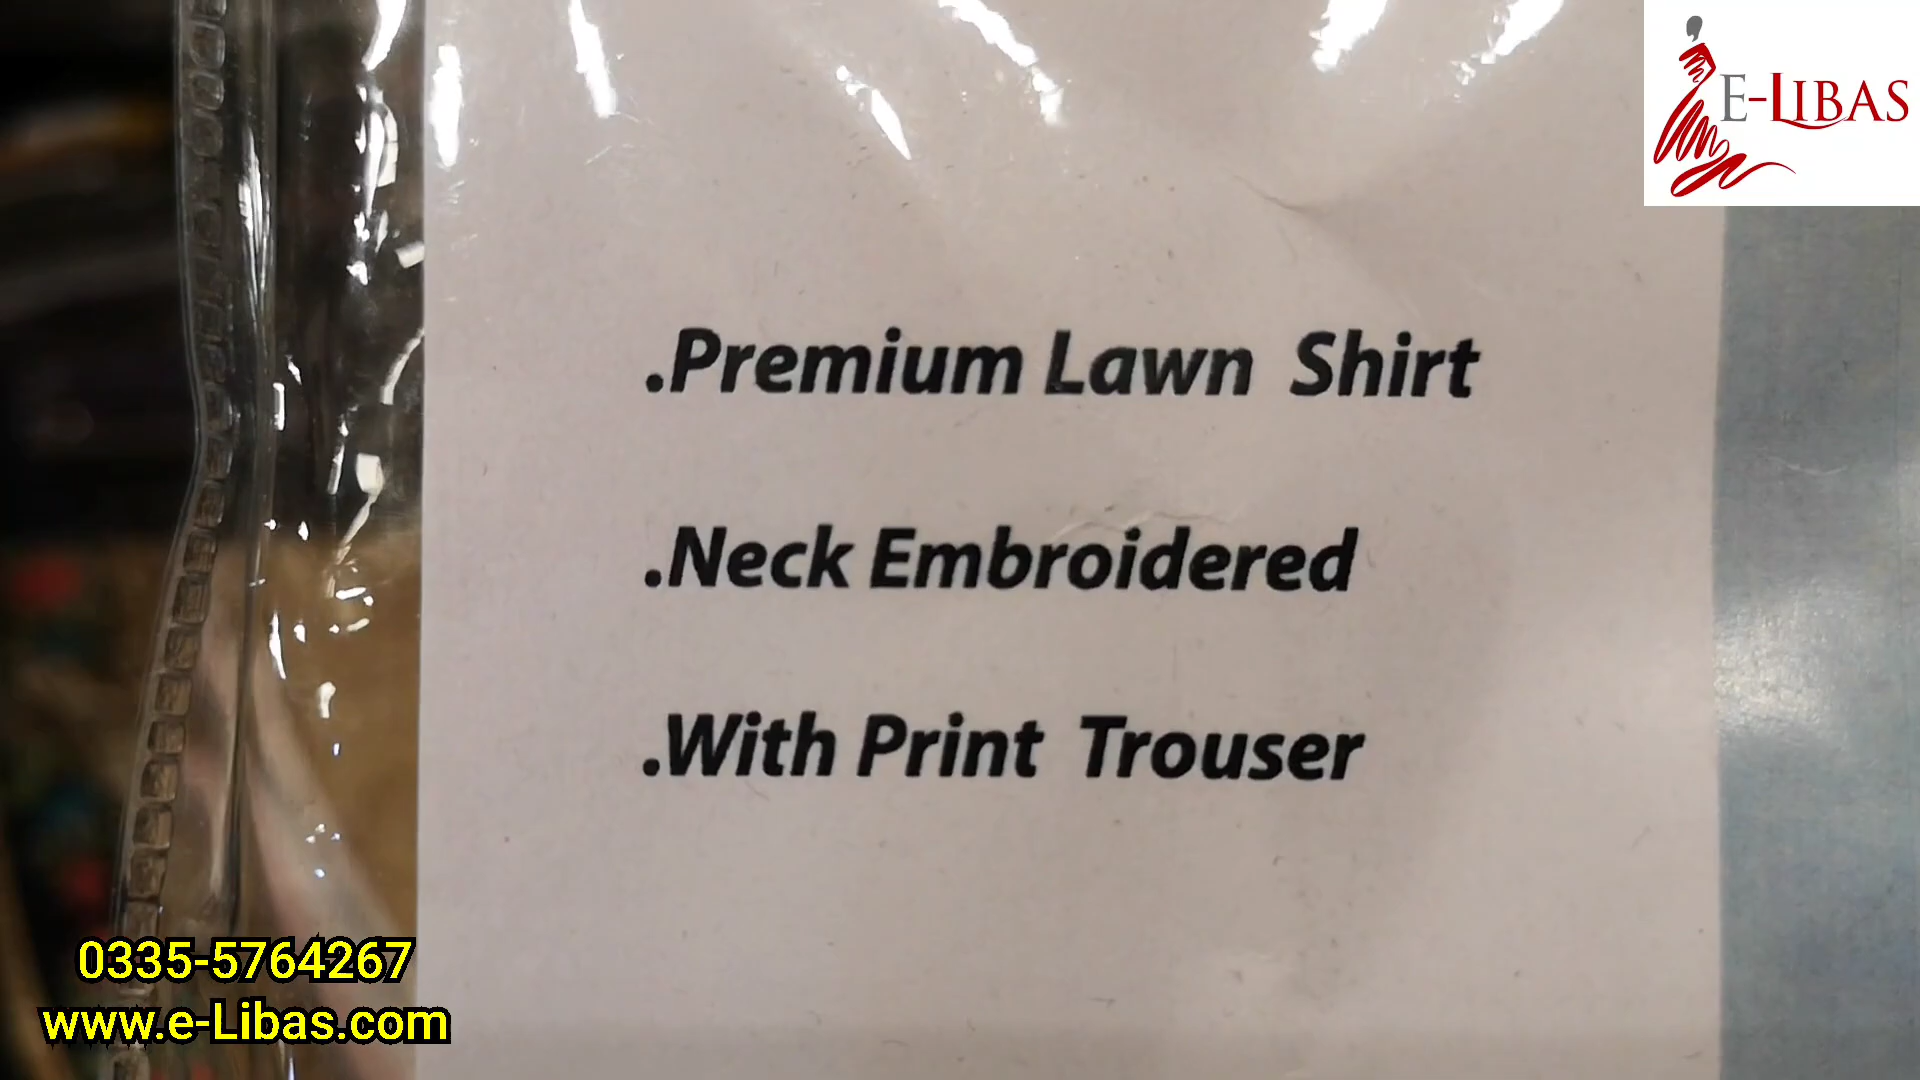 E-LIBAS
.Premium Lawn Shirt
.Neck Embroidered
.With Print Trouser
0335-5764267
www.e-Libas.com